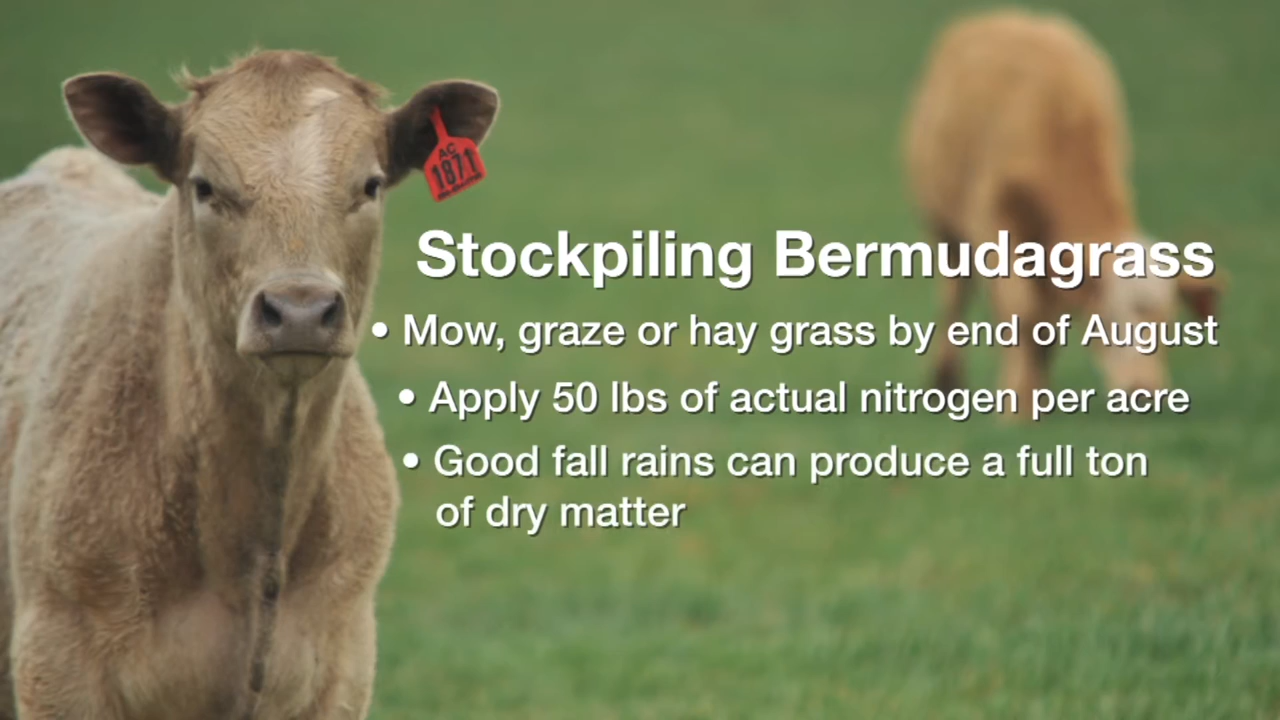 AC
1871
Stockpiling Bermudagrass
• Mow, graze or hay grass by end of August
• Apply 50 lbs of actual nitrogen per acre
• Good fall rains can produce a full ton
of dry matter